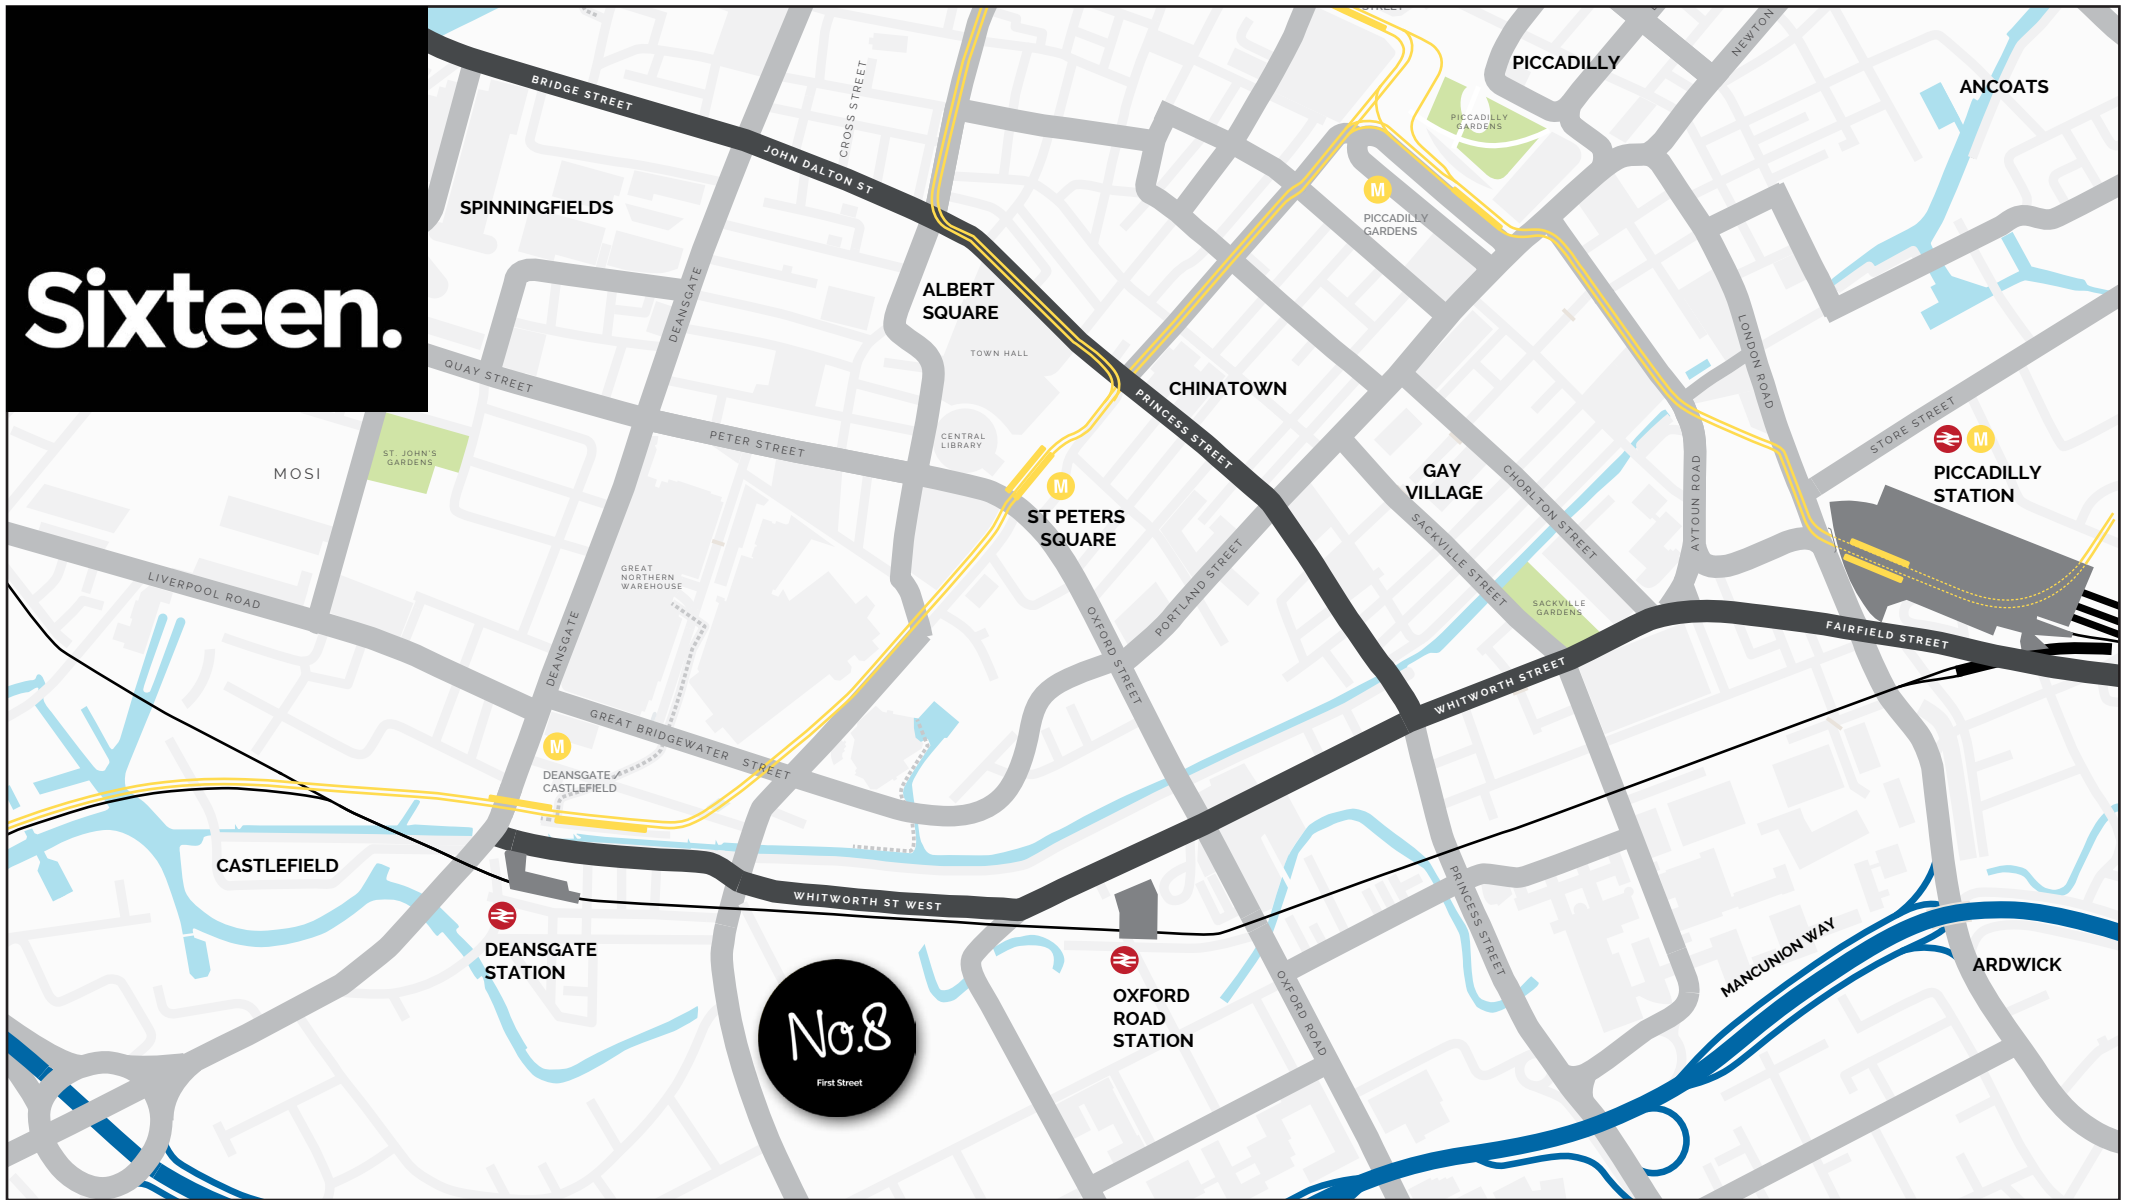 Sixteen.
BRIDGE STREET
JOHN DALTON ST
CROSS STREET
SPINNINGFIELDS
DEANSGATE
QUAY STREET
PETER STREET
ALBERT
SQUARE
TOWN HALL
CENTRAL
LIBRARY
CHINATOWN
PRINCESS STREET
M
ST PETERS
SQUARE
PICCADILLY
PICCADILLY
GARDENS
M
PICCADILLY
GARDENS
NEWTON
ANCOATS
LONDON ROAD
STORE STREET
M
PICCADILLY
STATION
AYTOUN ROAD
GAY
VILLAGE
CHORLTON STREET
SACKVILLE STREET
SACKVILLE
GARDENS
PORTLAND STREET
OXFORD STREET
WHITWORTH STREET
FAIRFIELD STREET
MOSI
ST. JOHN'S
GARDENS
LIVERPOOL ROAD
GREAT
NORTHERN
WAREHOUSE
DEANSGATE
GREAT BRIDGEWATER STREET
M
DEANSGATE /
CASTLEFIELD
CASTLEFIELD
DEANSGATE
STATION
WHITWORTH ST WEST
No.8
First Street
OXFORD
ROAD
STATION
OXFORD ROAD
PRINCESS STREET
MANCUNION WAY
ARDWICK